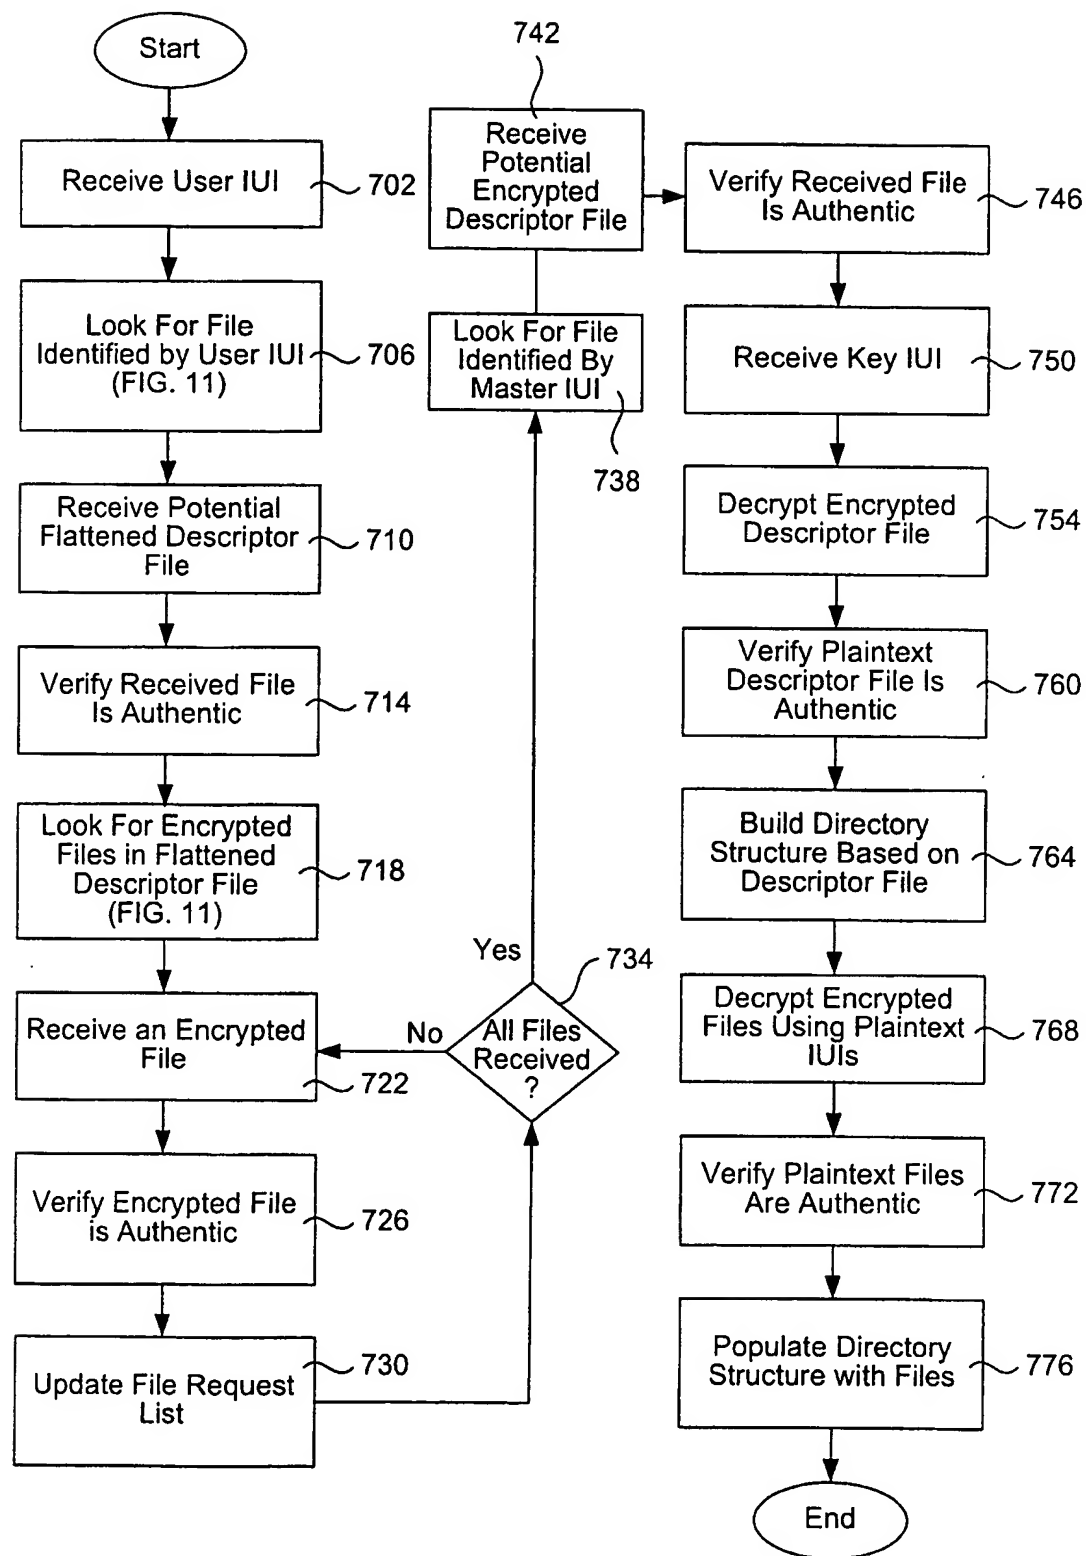 Start
Receive User IUI
702
Look For File
Identified by User IUI
(FIG. 11)
706
Receive Potential
Flattened Descriptor
File
710
Verify Received File
Is Authentic
714
Look For Encrypted
Files in Flattened
Descriptor File
(FIG. 11)
718
Receive an Encrypted
File
722
Verify Encrypted File
is Authentic
726
Update File Request
List
730
All Files
Received
?
734
No
Yes
Look For File
Identified By
Master IUI
738
Receive
Potential
Encrypted
Descriptor File
742
Verify Received File
Is Authentic
746
Receive Key IUI
750
Decrypt Encrypted
Descriptor File
754
Verify Plaintext
Descriptor File Is
Authentic
760
Build Directory
Structure Based on
Descriptor File
764
Decrypt Encrypted
Files Using Plaintext
IUIs
768
Verify Plaintext Files
Are Authentic
772
Populate Directory
Structure with Files
776
End